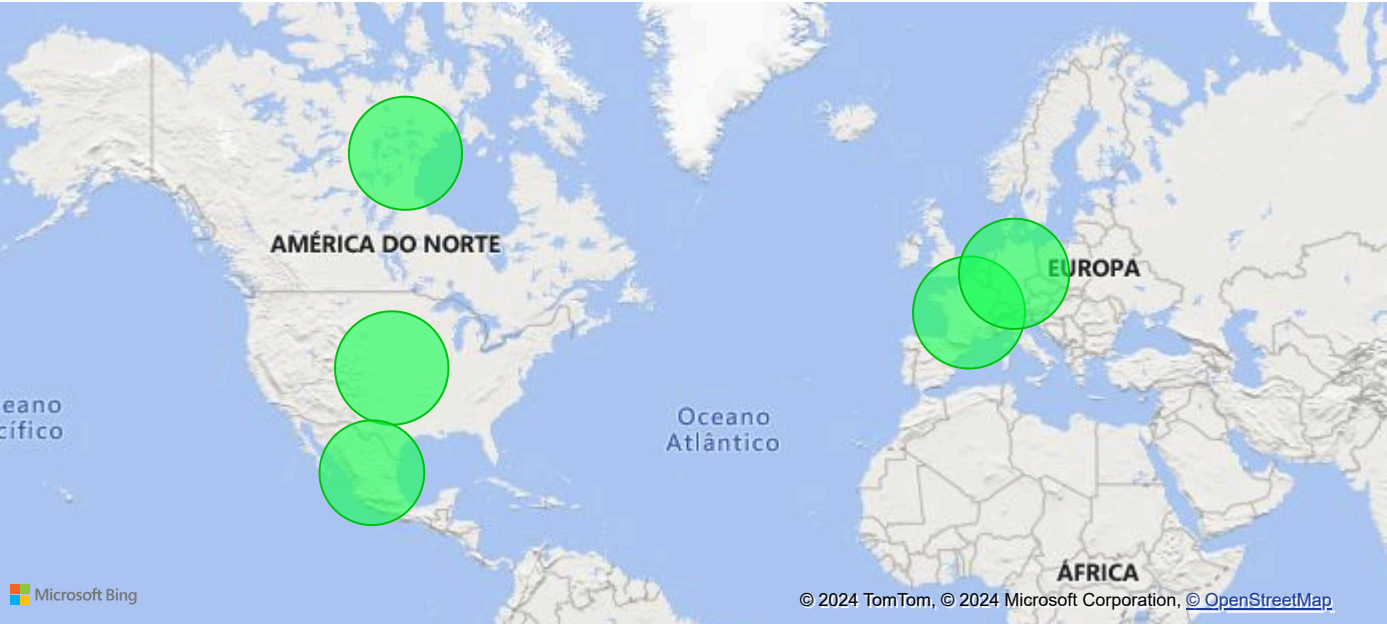 AMÉRICA DO NORTE
EUROPA
eano
cífico
Oceano
Atlântico
ÁFRICA
Microsoft Bing
© 2024 TomTom, © 2024 Microsoft Corporation, © OpenStreetMap